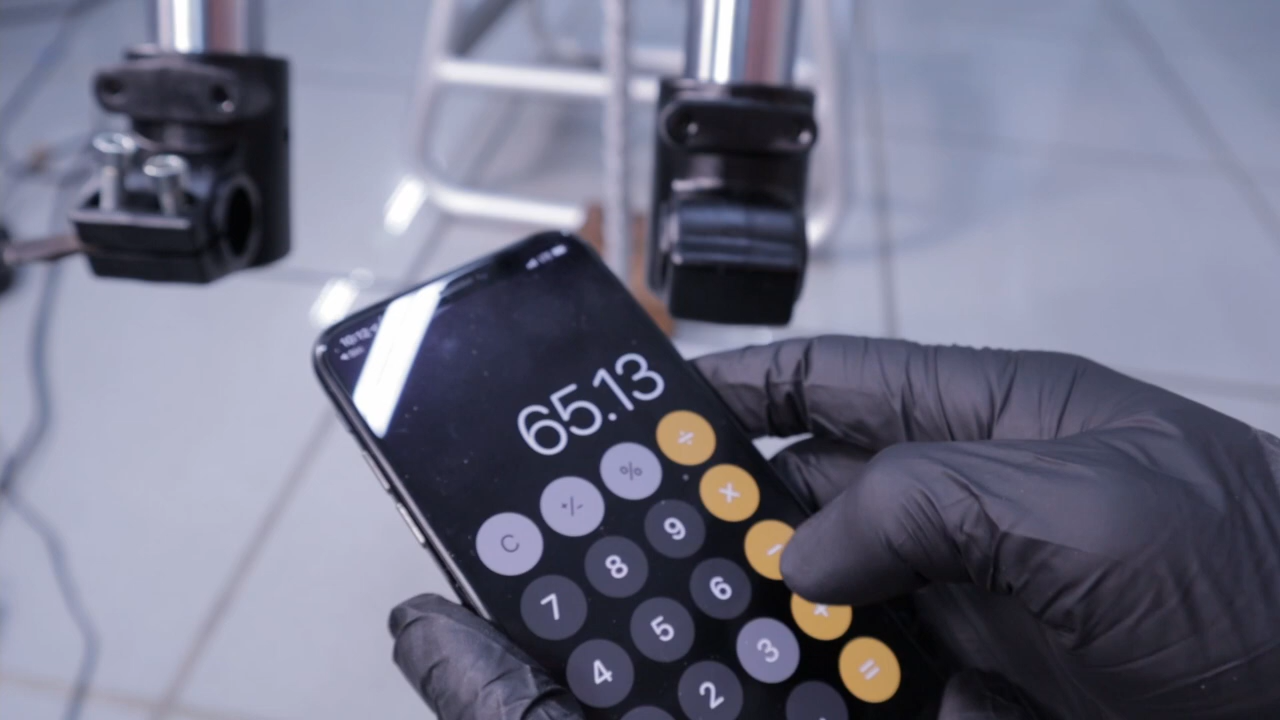 65.13
C +/- % ÷
7 8 9 ×
4 5 6 −
2 3 +
=